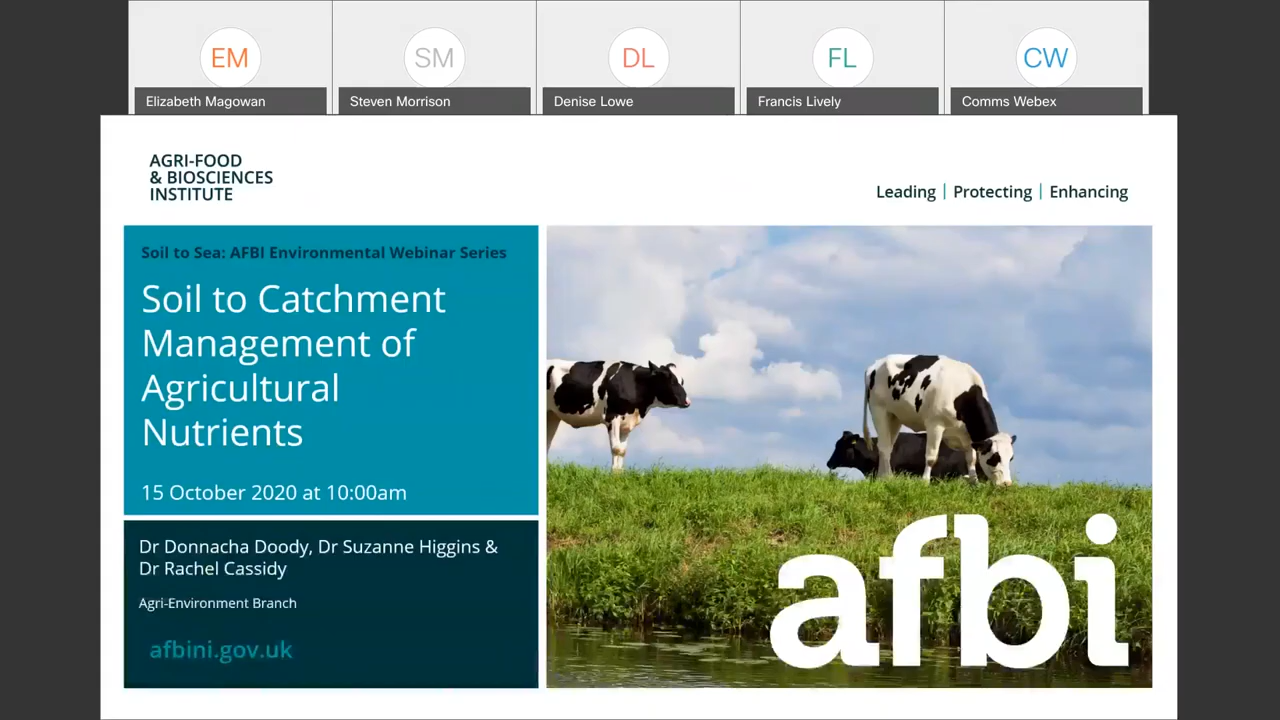 EM
SM
DL
FL
CW
Elizabeth Magowan
Steven Morrison
Denise Lowe
Francis Lively
Comms Webex
AGRI-FOOD
& BIOSCIENCES
INSTITUTE
Leading | Protecting | Enhancing
Soil to Sea: AFBI Environmental Webinar Series
Soil to Catchment
Management of
Agricultural
Nutrients
15 October 2020 at 10:00am
Dr Donnacha Doody, Dr Suzanne Higgins &
Dr Rachel Cassidy
Agri-Environment Branch
afbini.gov.uk
afbi